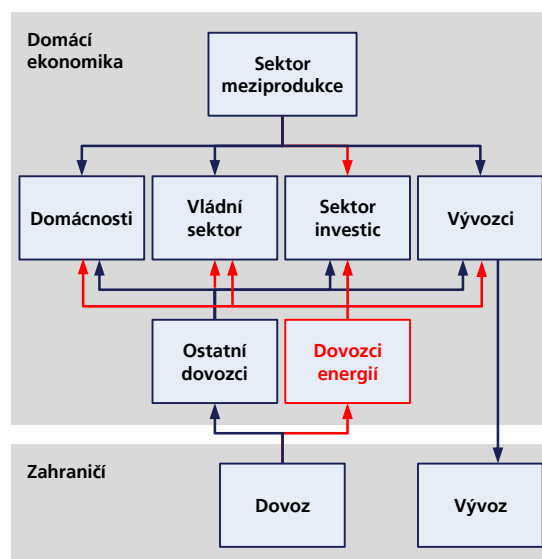 Domácí
ekonomika
Sektor
meziprodukce
Domácnosti
Vládní
sektor
Sektor
investic
Vývozci
Ostatní
dovozci
Dovozci
energií
Zahraničí
Dovoz
Vývoz